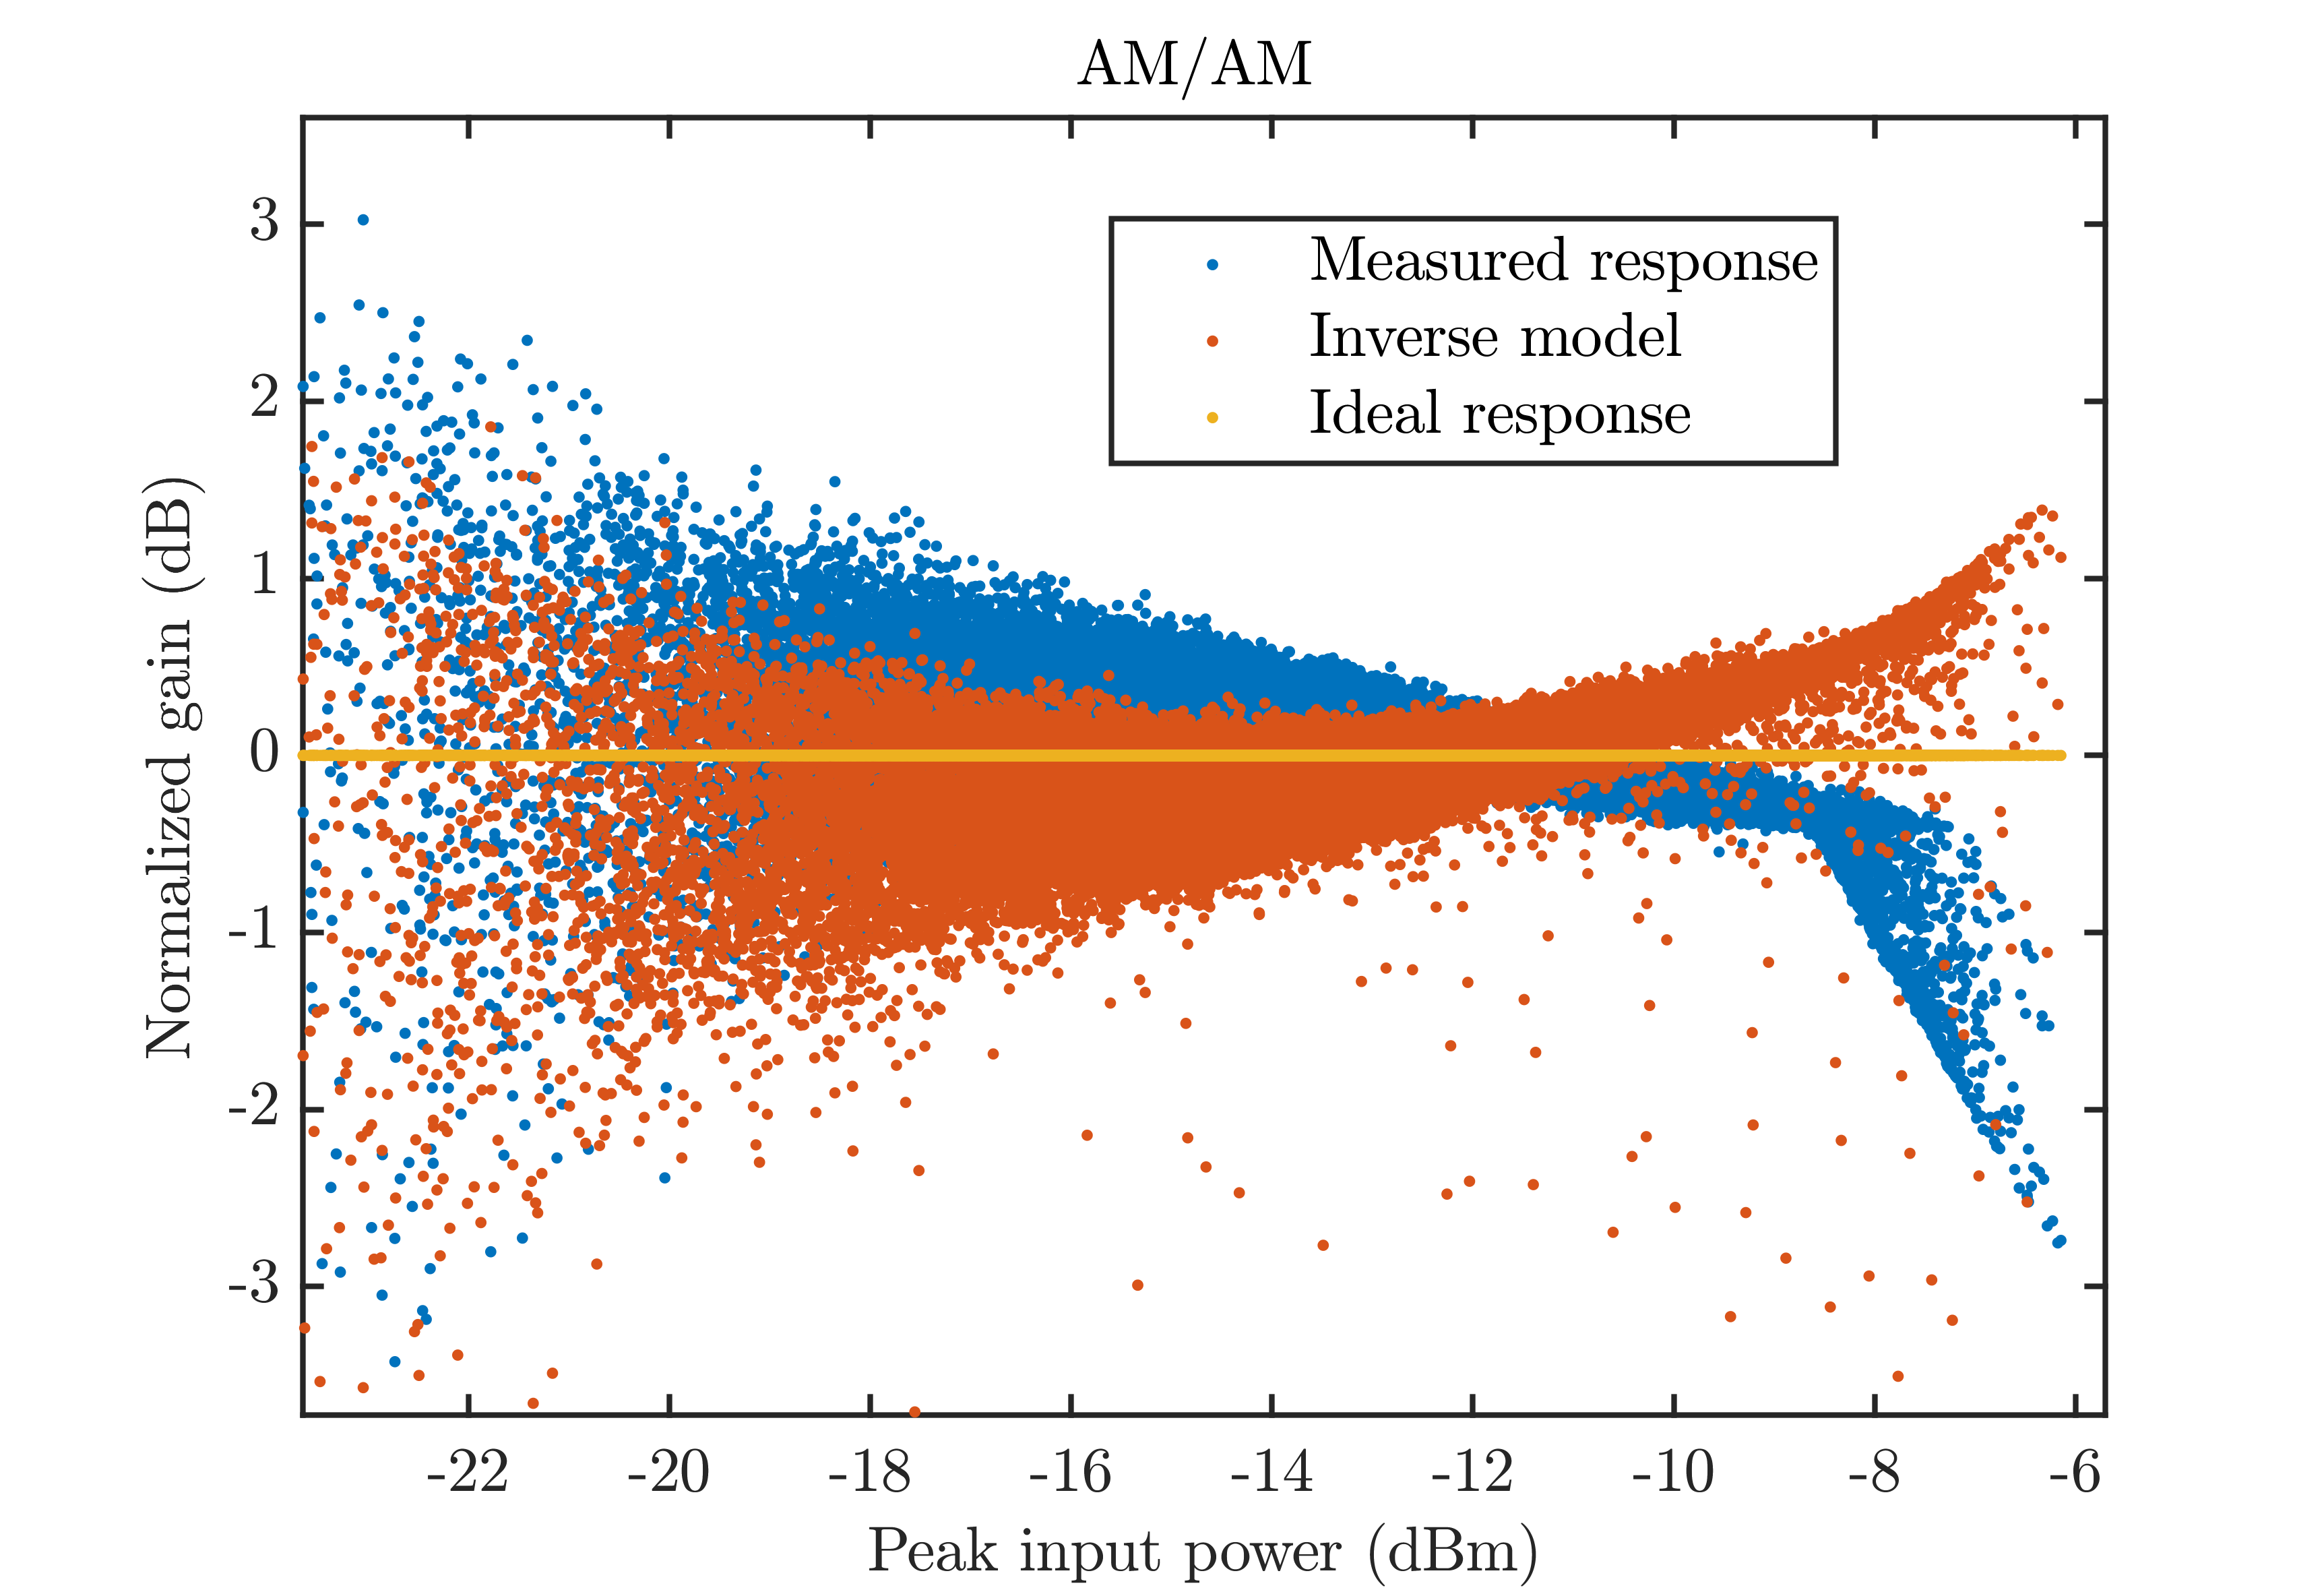 AM/AM
3
2
1
0
-1
-2
-3
Normalized gain (dB)
Measured response
Inverse model
Ideal response
-22 -20 -18 -16 -14 -12 -10 -8 -6
Peak input power (dBm)